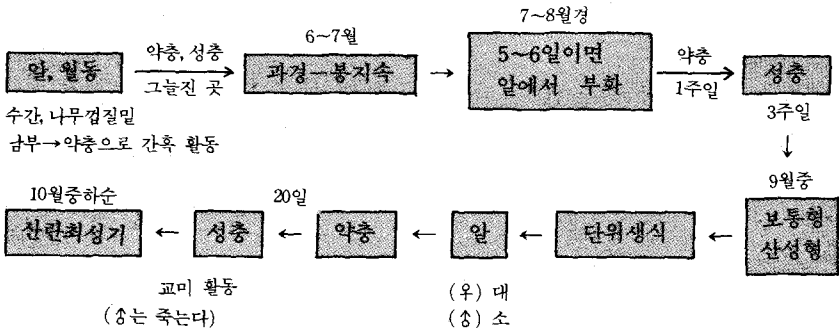 6~7월
7~8월경
알, 월동
약충, 성충
그늘진 곳
과경—봉지속
5~6일이면
알에서 부화
약충
1주일
성충
수간, 나무껍질밑
남부→약충으로 간혹 활동
3주일
9월중
10월중하순
20일
산란최성기
성충
약충
알
단위생식
보통형
산성형
교미 활동
(♂는 죽는다)
(우) 대
(♂) 소